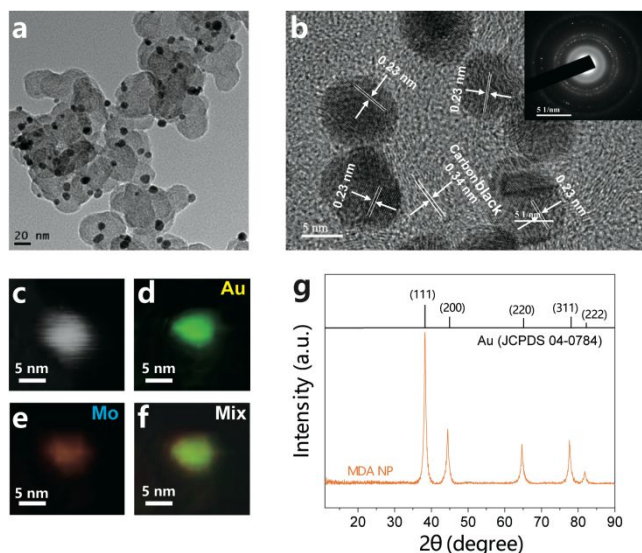 a
20 nm
b
0.23 nm
0.23 nm
5 1/nm
0.23 nm
Carbon black
0.34 nm
0.23 nm
5 1/nm
5 nm
c
5 nm
d
Au
5 nm
e
Mo
5 nm
f
Mix
5 nm
g
(111)
(200)
(220)
(311)
(222)
Au (JCPDS 04-0784)
Intensity (a.u.)
MDA NP
20 30 40 50 60 70 80 90
2θ (degree)